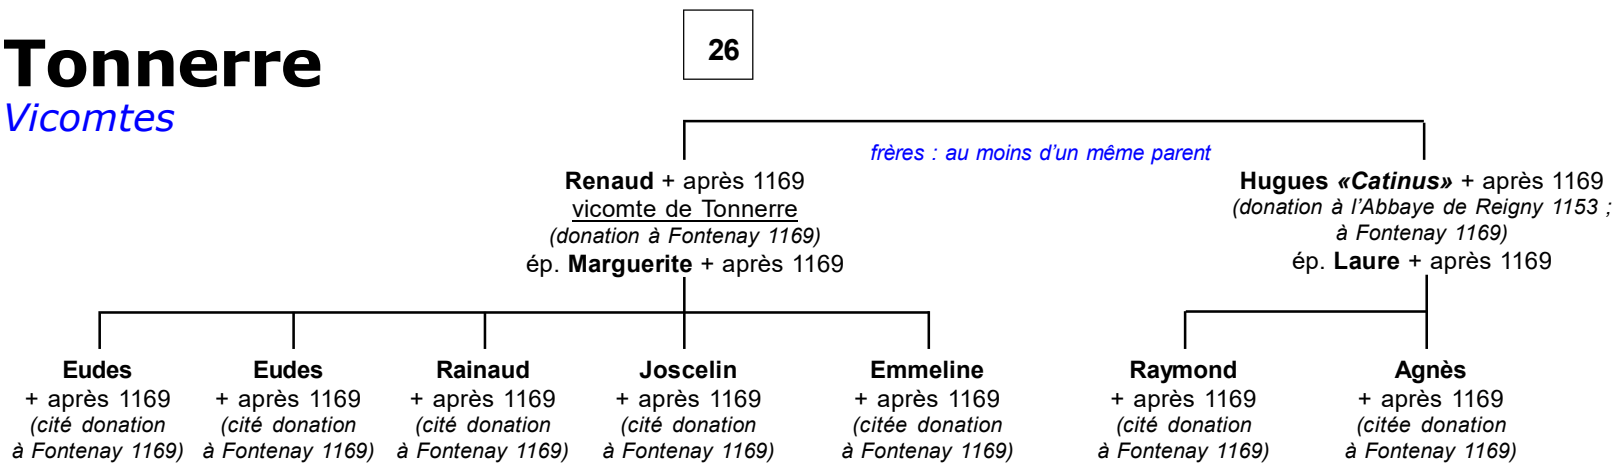 Tonnerre
Vicomtes
26
frères : au moins d’un même parent
Renaud + après 1169
vicomte de Tonnerre
(donation à Fontenay 1169)
ép. Marguerite + après 1169
Hugues «Catinus» + après 1169
(donation à l’Abbaye de Reigny 1153 ;
à Fontenay 1169)
ép. Laure + après 1169
Eudes
+ après 1169
(cité donation
à Fontenay 1169)
Eudes
+ après 1169
(cité donation
à Fontenay 1169)
Rainaud
+ après 1169
(cité donation
à Fontenay 1169)
Joscelin
+ après 1169
(cité donation
à Fontenay 1169)
Emmeline
+ après 1169
(citée donation
à Fontenay 1169)
Raymond
+ après 1169
(cité donation
à Fontenay 1169)
Agnès
+ après 1169
(citée donation
à Fontenay 1169)